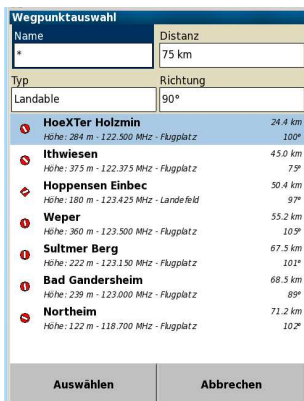 Wegpunktauswahl
Name Distanz
* 75 km
Typ Richtung
Landable 90°
HoeXTer Holzmin 24.4 km
Höhe: 284 m - 122.500 MHz - Flugplatz 100°
Ithwiesen 45.0 km
Höhe: 375 m - 122.375 MHz - Flugplatz 75°
Hoppensen Einbec 50.4 km
Höhe: 180 m - 123.425 MHz - Landefeld 97°
Weper 55.2 km
Höhe: 360 m - 123.500 MHz - Flugplatz 105°
Sultmer Berg 67.5 km
Höhe: 222 m - 123.150 MHz - Flugplatz 101°
Bad Gandersheim 68.5 km
Höhe: 239 m - 123.000 MHz - Flugplatz 89°
Northeim 71.2 km
Höhe: 122 m - 118.700 MHz - Flugplatz 102°
Auswählen Abbrechen